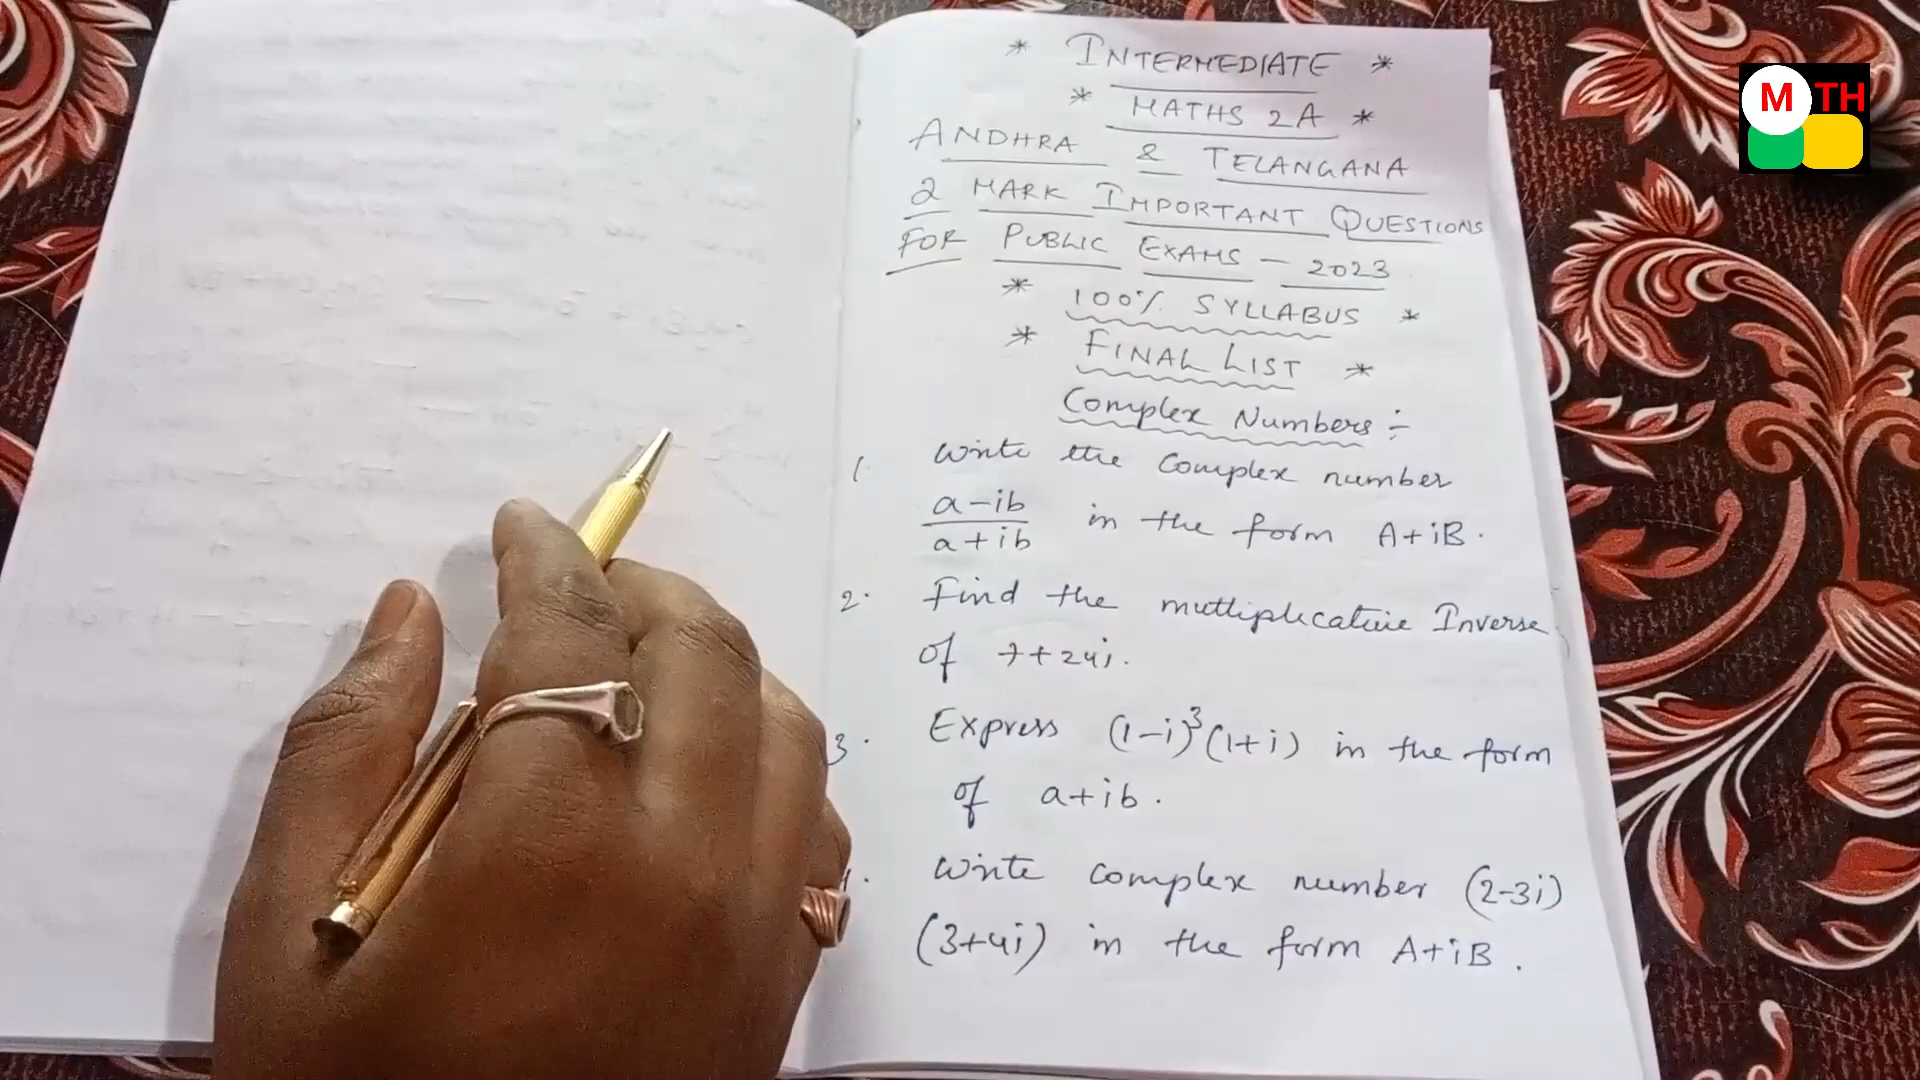 * INTERMEDIATE *
* MATHS 2A *
ANDHRA & TELANGANA
2 MARK IMPORTANT QUESTIONS
FOR PUBLIC EXAMS - 2023
* 100% SYLLABUS *
* FINAL LIST *
Complex Numbers :-
1. Write the complex number
a-ib
a+ib in the form A+iB.
2. Find the multiplicative Inverse
of 7+24i.
3. Express (1-i)³(1+i) in the form
of a+ib.
4. Write complex number (2-3i)
(3+4i) in the form A+iB.
M TH